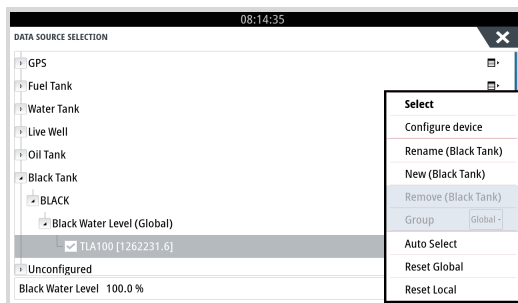 08:14:35
DATA SOURCE SELECTION
GPS
Fuel Tank
Water Tank
Live Well
Oil Tank
Black Tank
BLACK
Black Water Level (Global)
TLA100 [1262231.6]
Unconfigured
Black Water Level 100.0 %
Select
Configure device
Rename (Black Tank)
New (Black Tank)
Remove (Black Tank)
Group Global
Auto Select
Reset Global
Reset Local